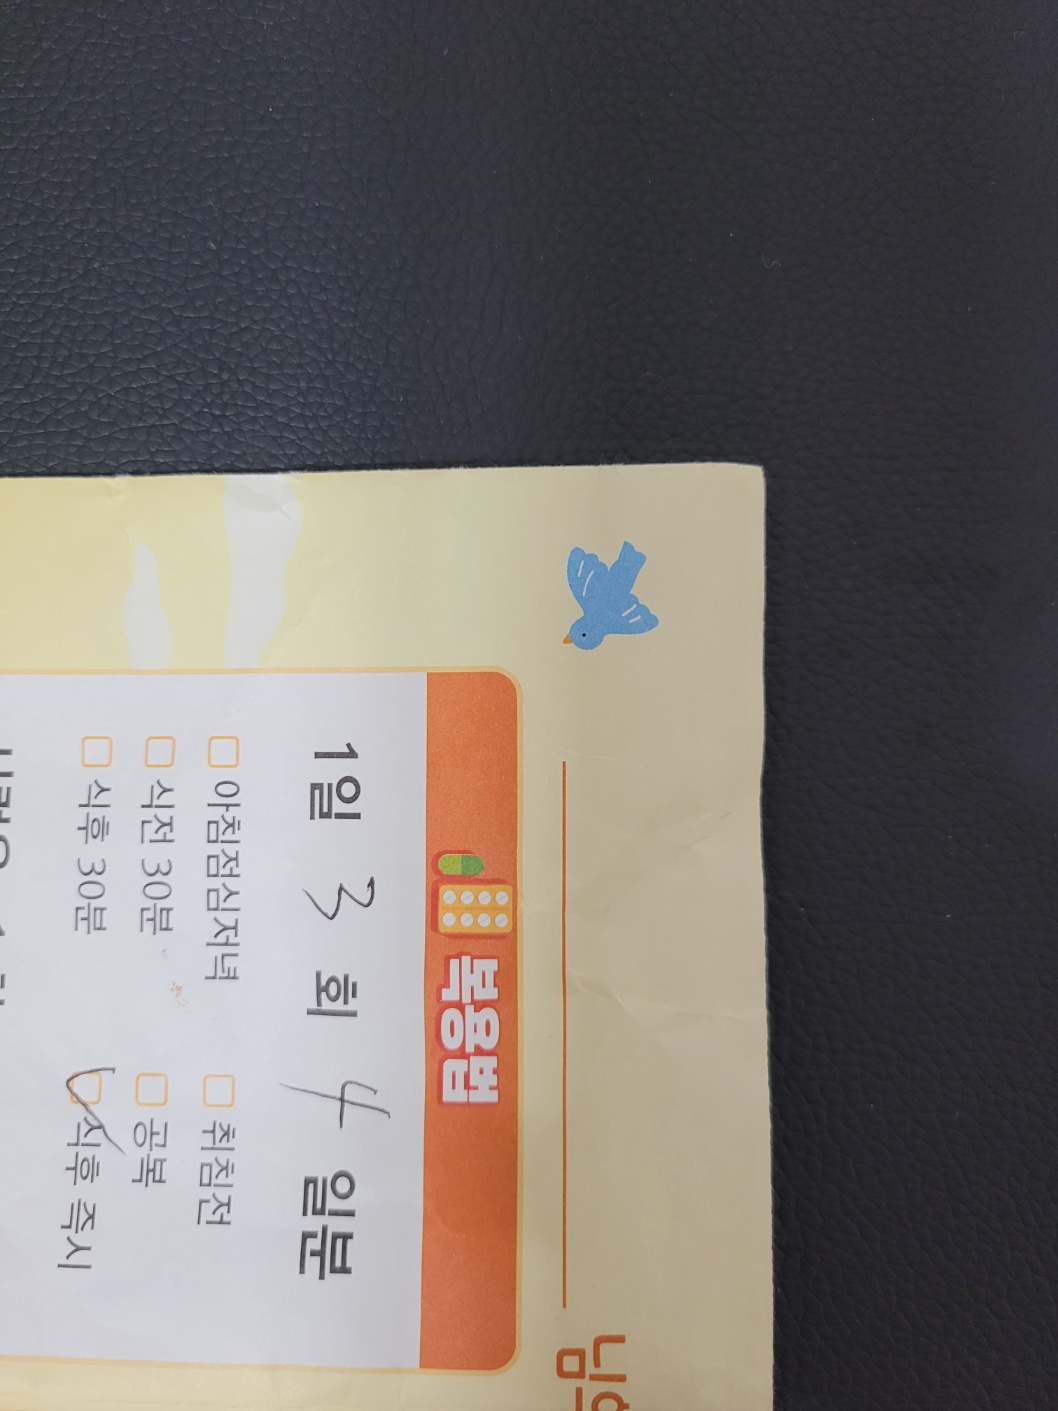 님
복용법
1일 3 회 4 일분
아침점심저녁 취침전
식전 30분 공복
식후 30분 식후 즉시